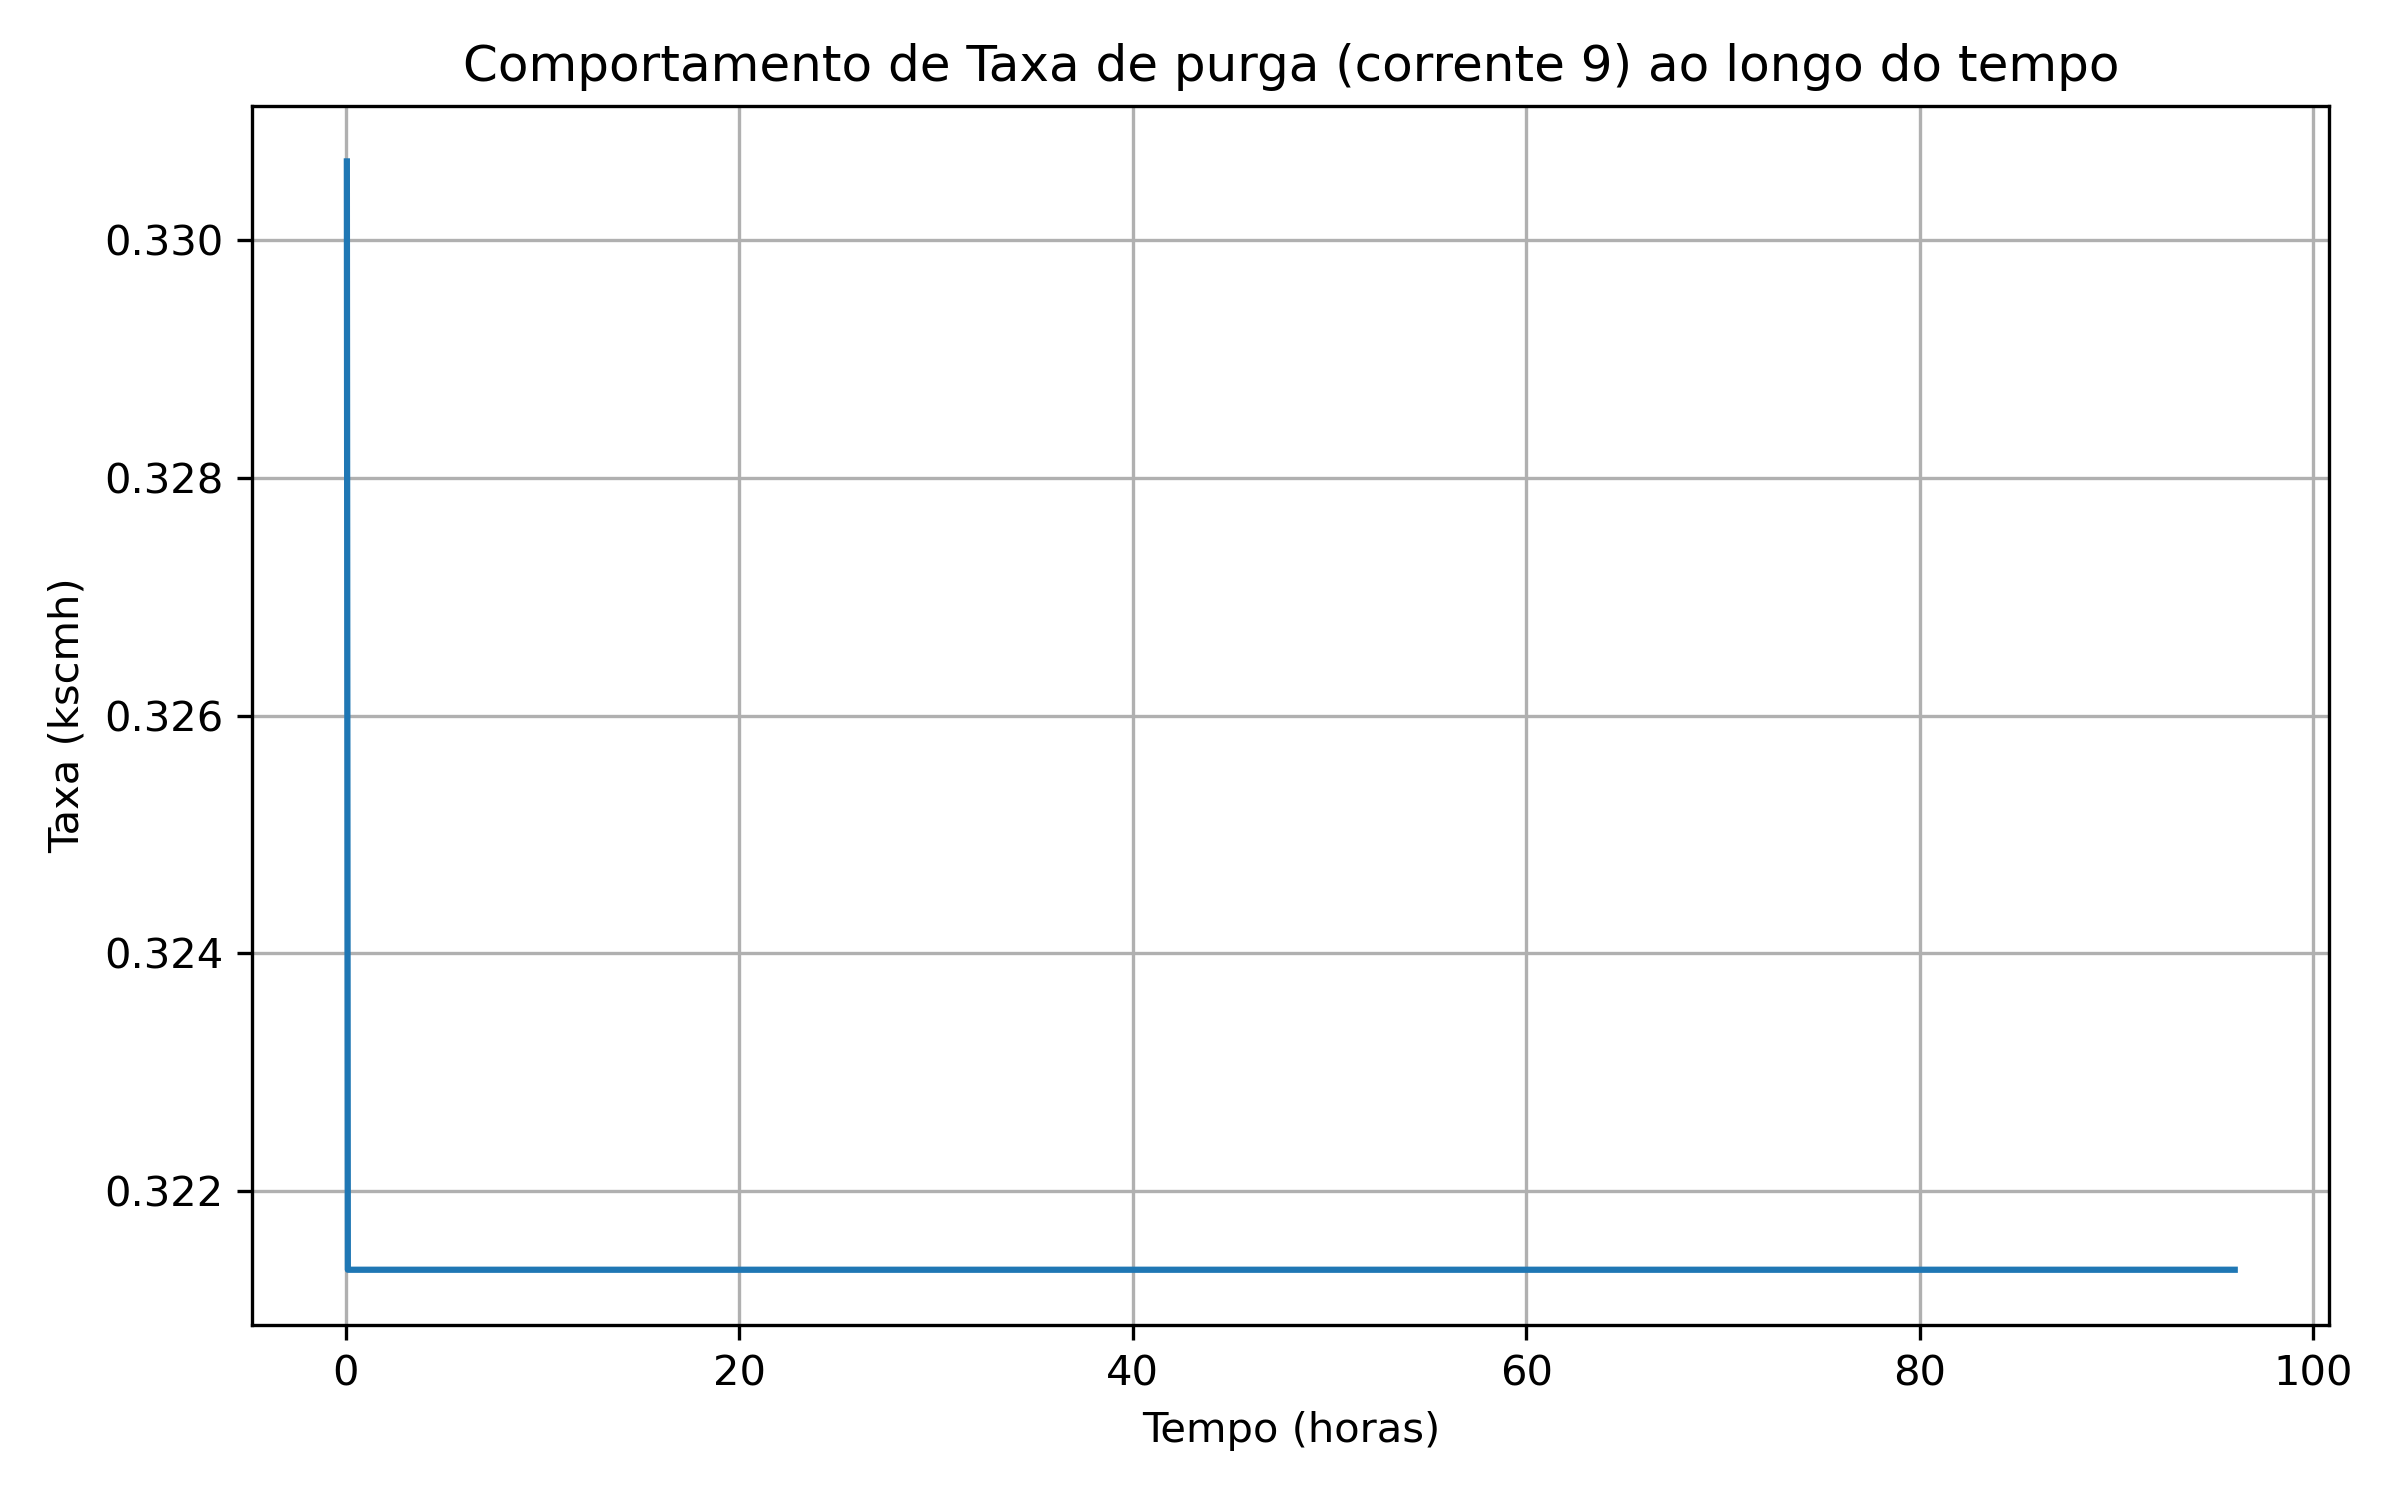 Comportamento de Taxa de purga (corrente 9) ao longo do tempo
Taxa (kscmh)
0.330
0.328
0.326
0.324
0.322
0 20 40 60 80 100
Tempo (horas)